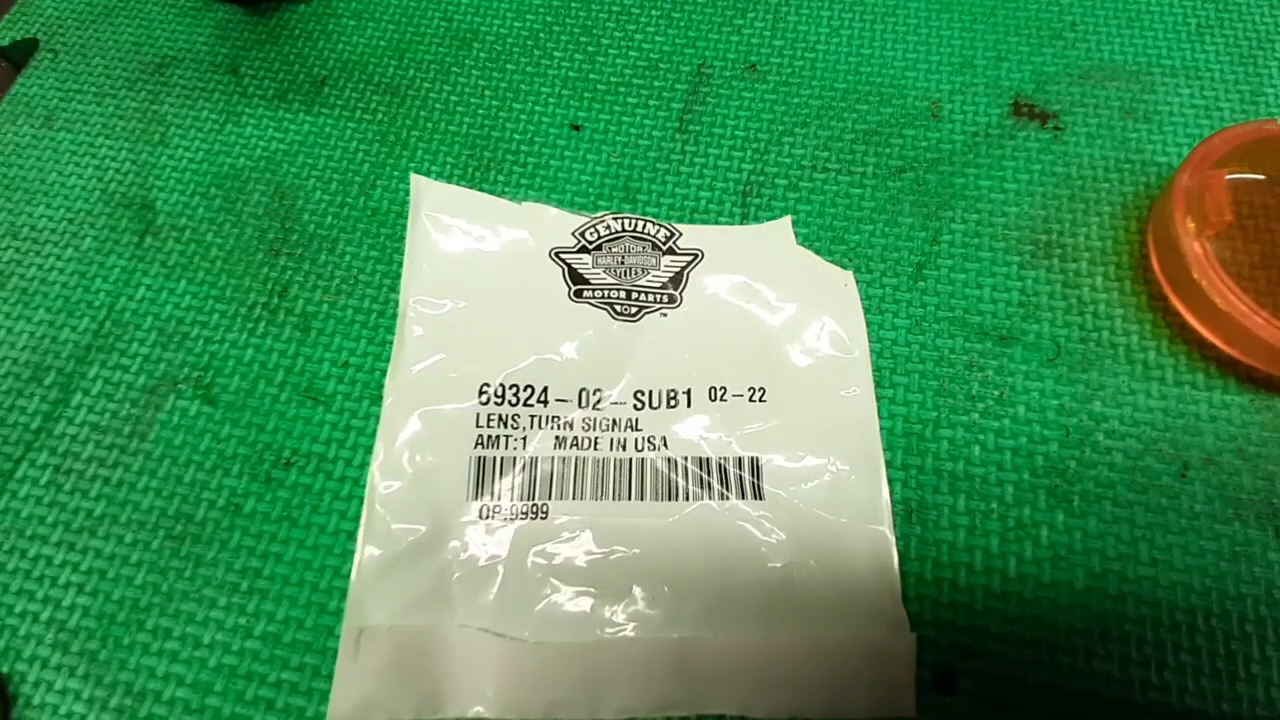 GENUINE
MOTOR
HARLEY-DAVIDSON
CYCLES
MOTOR PARTS
TM
69324-02-SUB1 02-22
LENS,TURN SIGNAL
AMT:1 MADE IN USA
OP:9999